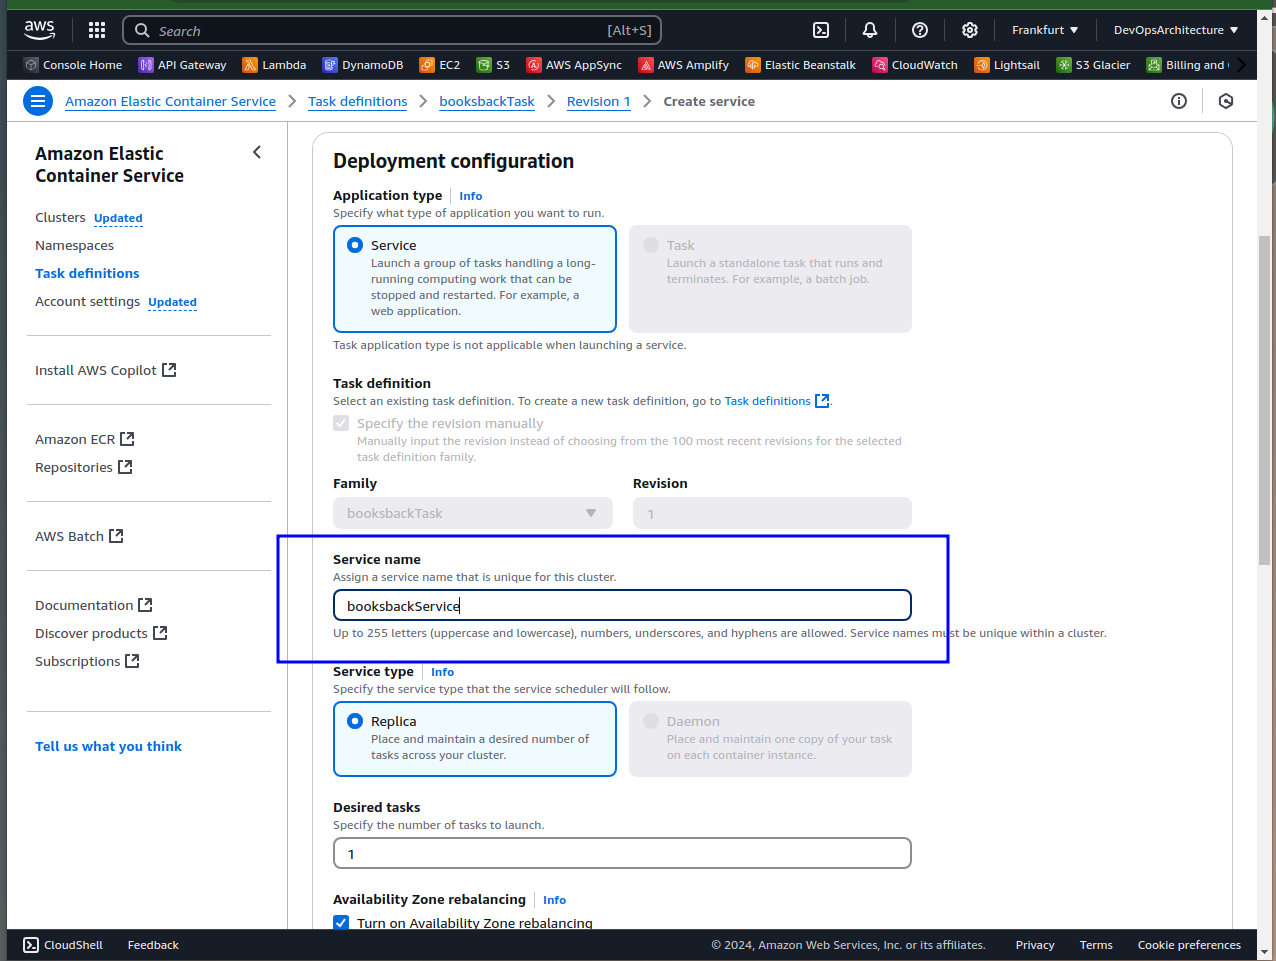 aws Search [Alt+S] Frankfurt ▼ DevOpsArchitecture ▼
Console Home API Gateway Lambda DynamoDB EC2 S3 AWS AppSync AWS Amplify Elastic Beanstalk CloudWatch Lightsail S3 Glacier Billing and
Amazon Elastic Container Service > Task definitions > booksbackTask > Revision 1 > Create service
Amazon Elastic
Container Service
Clusters Updated
Namespaces
Task definitions
Account settings Updated
Install AWS Copilot
Amazon ECR
Repositories
AWS Batch
Documentation
Discover products
Subscriptions
Tell us what you think
Deployment configuration
Application type Info
Specify what type of application you want to run.
Service
Launch a group of tasks handling a long-
running computing work that can be
stopped and restarted. For example, a
web application.
Task
Launch a standalone task that runs and
terminates. For example, a batch job.
Task application type is not applicable when launching a service.
Task definition
Select an existing task definition. To create a new task definition, go to Task definitions.
Specify the revision manually
Manually input the revision instead of choosing from the 100 most recent revisions for the selected
task definition family.
Family
booksbackTask
Revision
1
Service name
Assign a service name that is unique for this cluster.
booksbackService
Up to 255 letters (uppercase and lowercase), numbers, underscores, and hyphens are allowed. Service names must be unique within a cluster.
Service type Info
Specify the service type that the service scheduler will follow.
Replica
Place and maintain a desired number of
tasks across your cluster.
Daemon
Place and maintain one copy of your task
on each container instance.
Desired tasks
Specify the number of tasks to launch.
1
Availability Zone rebalancing Info
Turn on Availability Zone rebalancing
CloudShell Feedback © 2024, Amazon Web Services, Inc. or its affiliates. Privacy Terms Cookie preferences